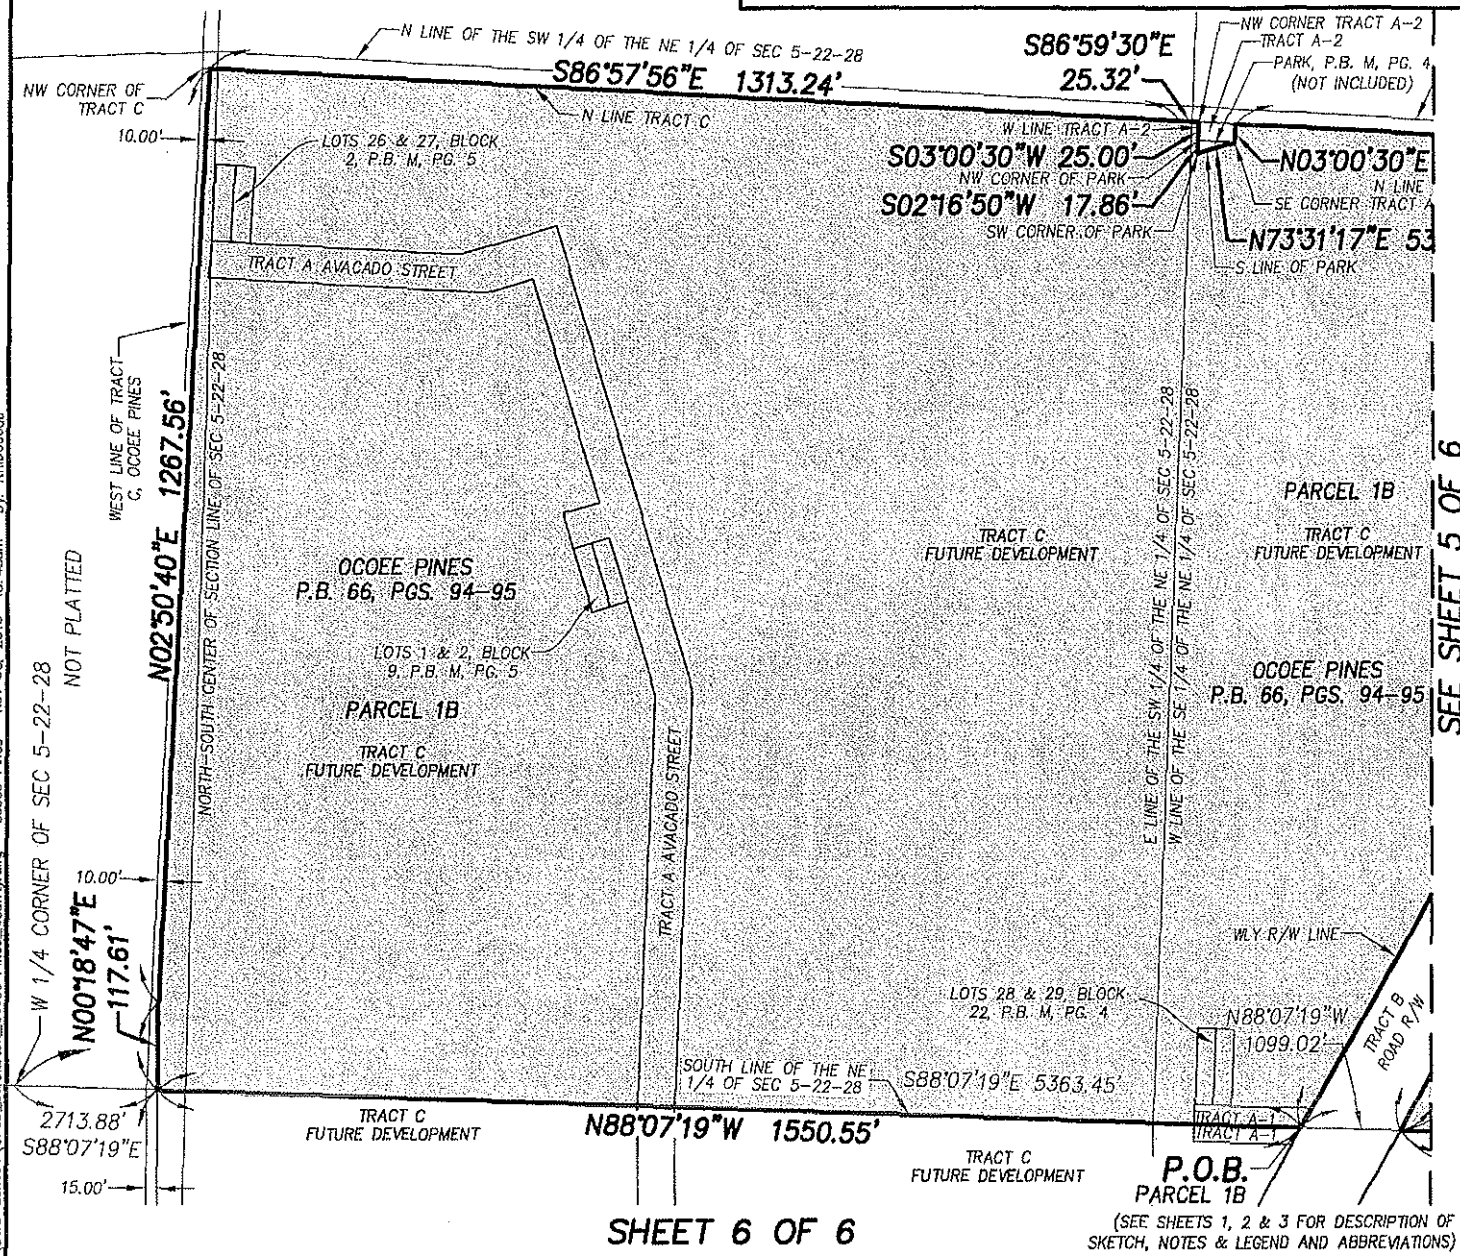 N LINE OF THE SW 1/4 OF THE NE 1/4 OF SEC 5-22-28
S86°57'56"E 1313.24'
N LINE TRACT C
NW CORNER OF
TRACT C
10.00'
LOTS 26 & 27, BLOCK
2, P.B. M, PG. 5
TRACT A AVACADO STREET
S86°59'30"E
25.32'
NW CORNER TRACT A-2
TRACT A-2
PARK, P.B. M, PG. 4
(NOT INCLUDED)
W LINE TRACT A-2
S03°00'30"W 25.00'
NW CORNER OF PARK
S02°16'50"W 17.86'
SW CORNER OF PARK
N03°00'30"E
N LINE
SE CORNER TRACT A
N73°31'17"E 53
S LINE OF PARK
WEST LINE OF TRACT
C, OCOEE PINES
N02°50'40"E 1267.56'
NORTH-SOUTH CENTER OF SECTION LINE OF SEC 5-22-28
NOT PLATTED
W 1/4 CORNER OF SEC 5-22-28
OCOEE PINES
P.B. 66, PGS. 94-95
LOTS 1 & 2, BLOCK
9, P.B. M, PG. 5
PARCEL 1B
TRACT C
FUTURE DEVELOPMENT
TRACT A AVACADO STREET
TRACT C
FUTURE DEVELOPMENT
E LINE OF THE SW 1/4 OF THE NE 1/4 OF SEC 5-22-28
W LINE OF THE SE 1/4 OF THE NE 1/4 OF SEC 5-22-28
PARCEL 1B
TRACT C
FUTURE DEVELOPMENT
OCOEE PINES
P.B. 66, PGS. 94-95
SEE SHEET 5 OF 6
10.00'
N00°18'47"E
117.61'
WLY R/W LINE
LOTS 28 & 29, BLOCK
22, P.B. M, PG. 4
N88°07'19"W
1099.02'
TRACT B
ROAD R/W
SOUTH LINE OF THE NE
1/4 OF SEC 5-22-28
S88°07'19"E 5363.45'
TRACT A-1
TRACT A-1
2713.88'
S88°07'19"E
15.00'
TRACT C
FUTURE DEVELOPMENT
N88°07'19"W 1550.55'
TRACT C
FUTURE DEVELOPMENT
P.O.B.
PARCEL 1B
SHEET 6 OF 6
(SEE SHEETS 1, 2 & 3 FOR DESCRIPTION OF
SKETCH, NOTES & LEGEND AND ABBREVIATIONS)